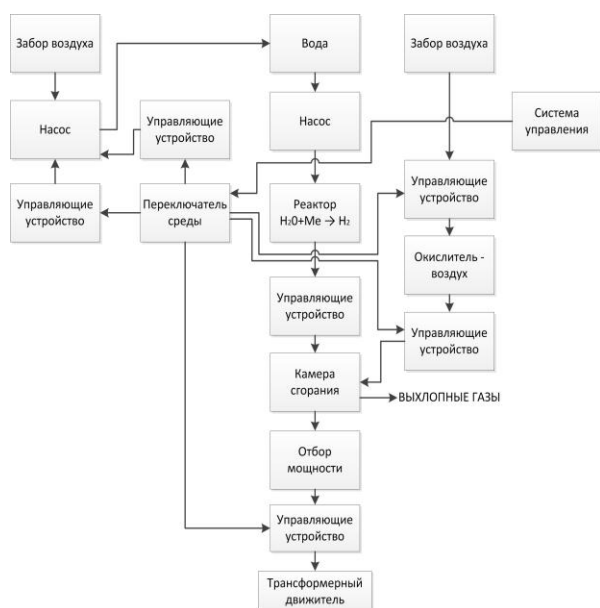 Забор воздуха
Вода
Забор воздуха
Насос
Управляющие
устройство
Насос
Система
управления
Управляющие
устройство
Переключатель
среды
Реактор
H₂0+Me → H₂
Управляющие
устройство
Окислитель -
воздух
Управляющие
устройство
Управляющие
устройство
Камера
сгорания
ВЫХЛОПНЫЕ ГАЗЫ
Отбор
мощности
Управляющие
устройство
Трансформерный
движитель